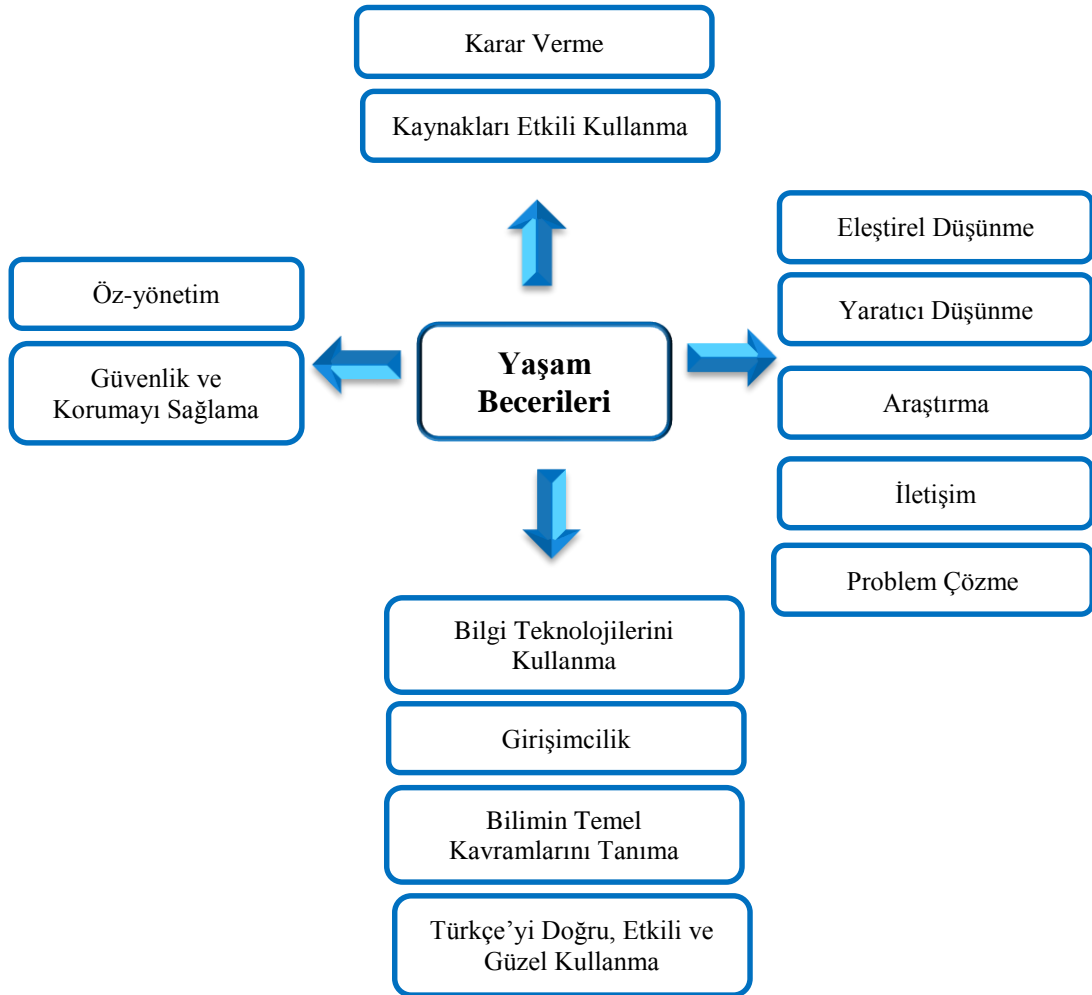 Karar Verme
Kaynakları Etkili Kullanma
Eleştirel Düşünme
Yaratıcı Düşünme
Araştırma
İletişim
Problem Çözme
Öz-yönetim
Güvenlik ve
Korumayı Sağlama
Yaşam
Becerileri
Bilgi Teknolojilerini
Kullanma
Girişimcilik
Bilimin Temel
Kavramlarını Tanıma
Türkçe’yi Doğru, Etkili ve
Güzel Kullanma